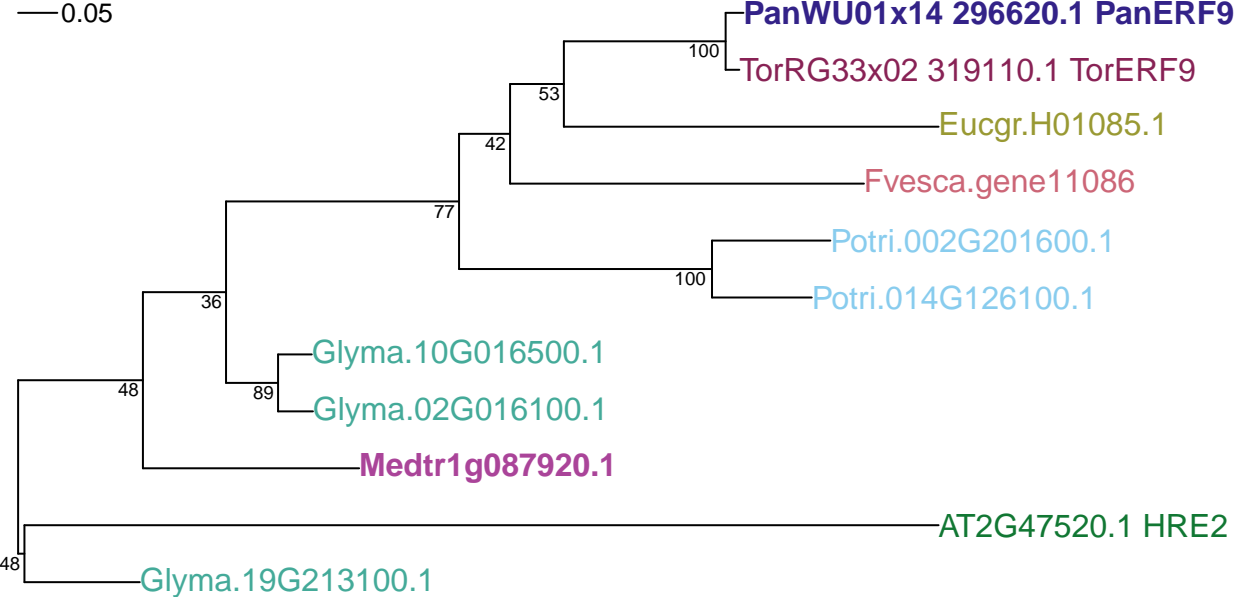 0.05
PanWU01x14 296620.1 PanERF9
100
TorRG33x02 319110.1 TorERF9
53
Eucgr.H01085.1
42
Fvesca.gene11086
77
Potri.002G201600.1
100
Potri.014G126100.1
36
Glyma.10G016500.1
48
89
Glyma.02G016100.1
Medtr1g087920.1
AT2G47520.1 HRE2
48
Glyma.19G213100.1